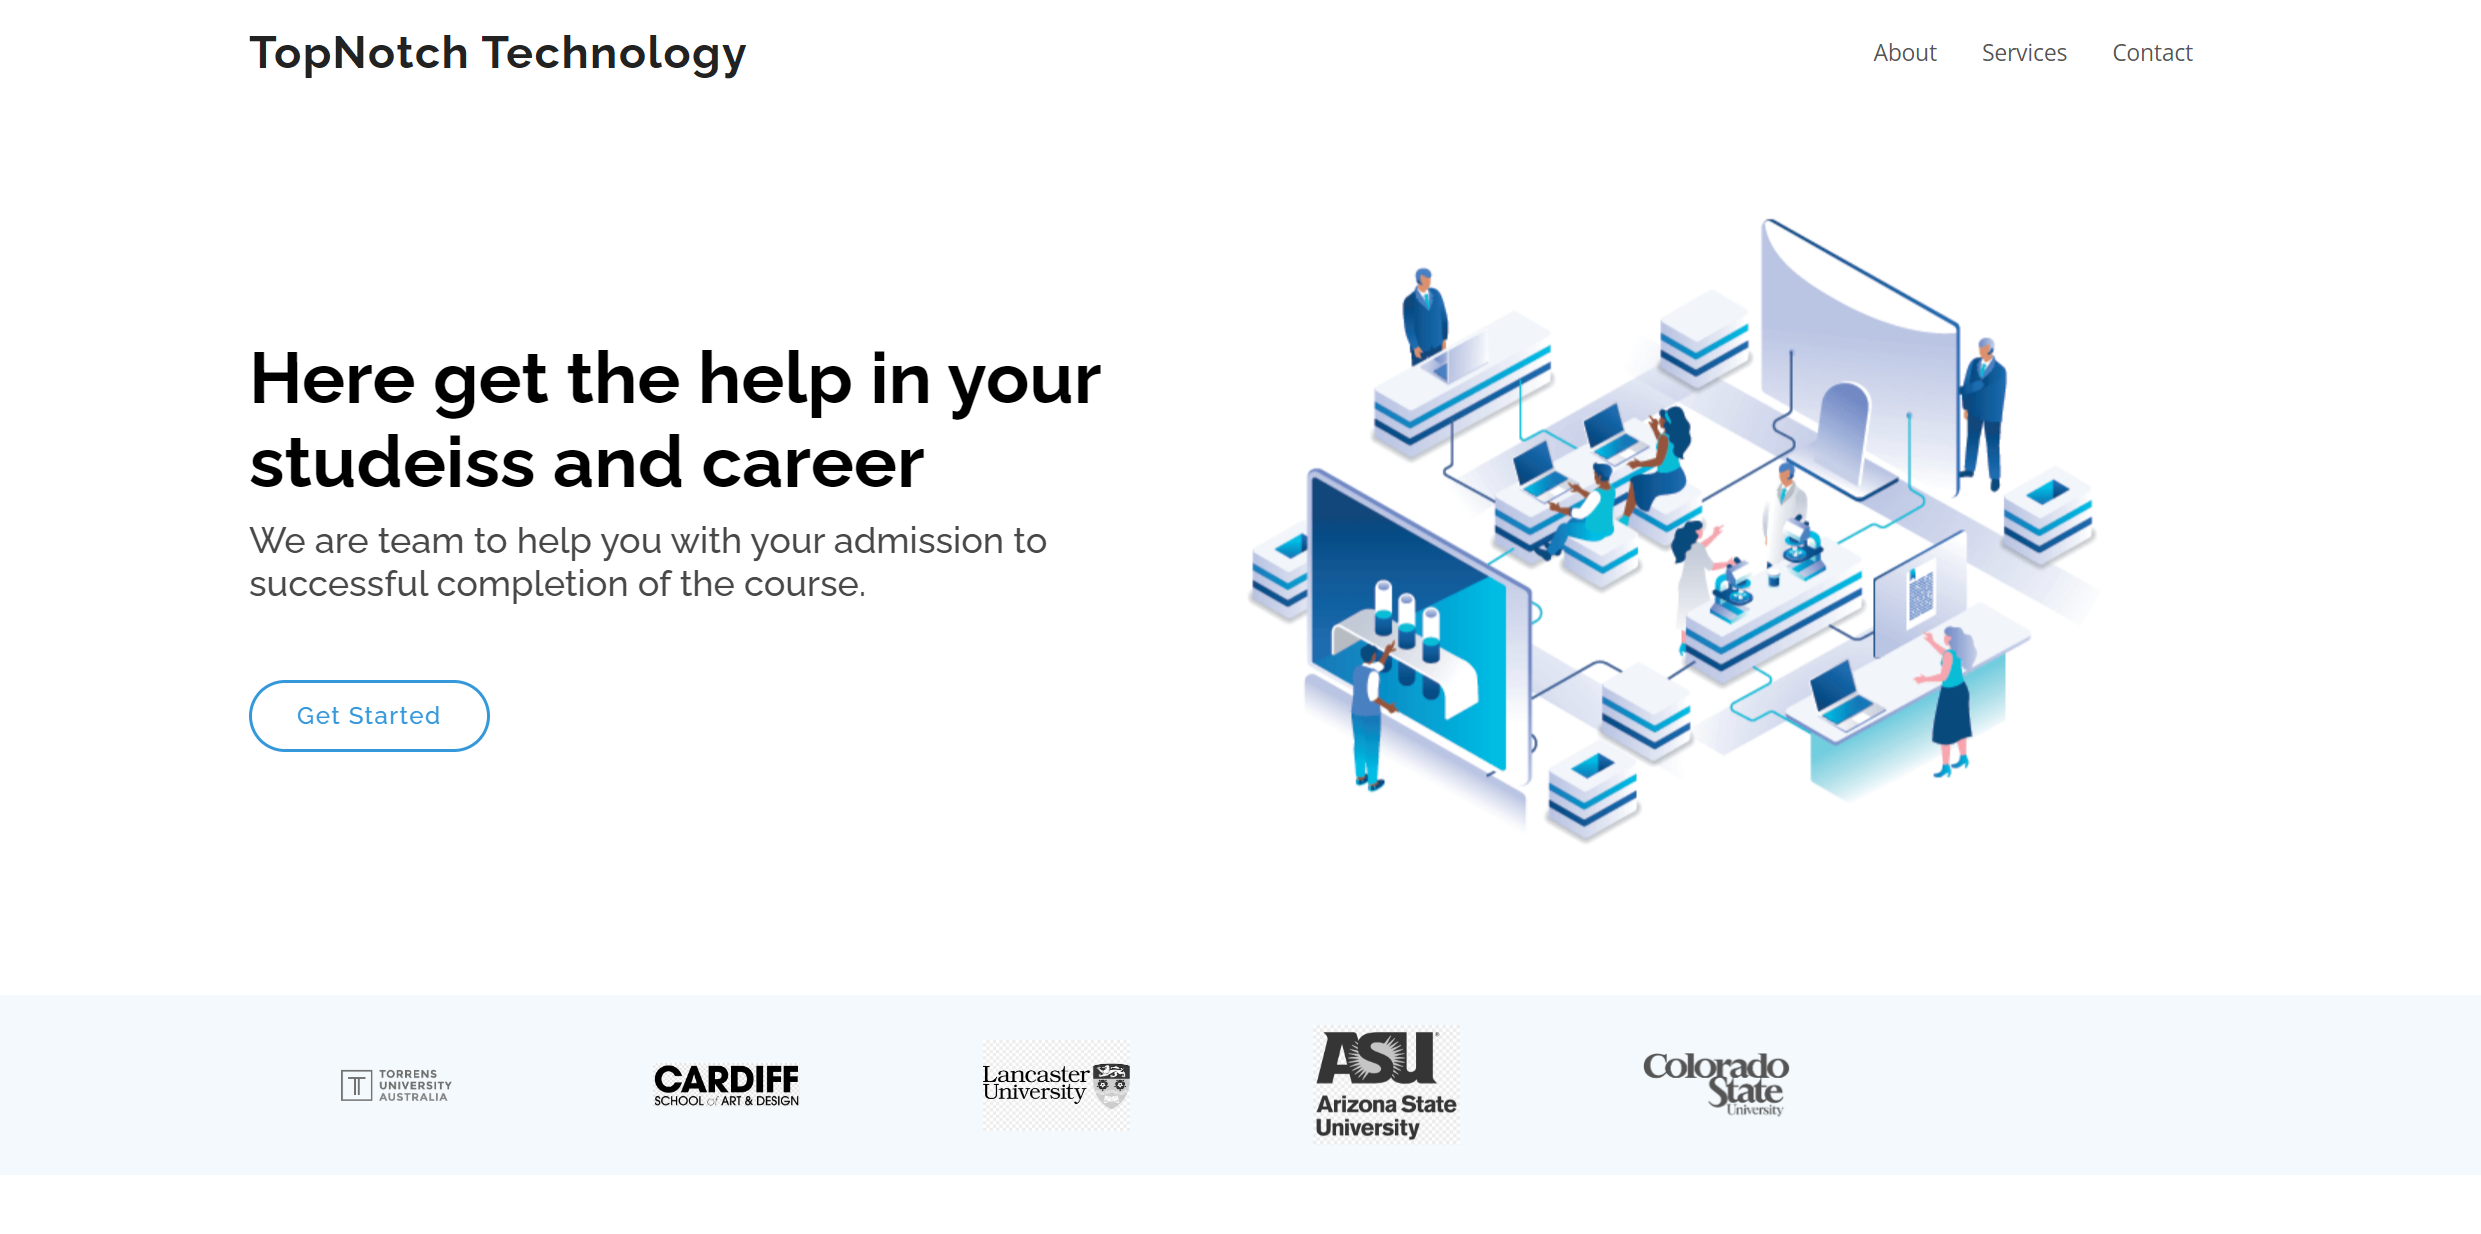 TopNotch Technology
About
Services
Contact
Here get the help in your
studeiss and career
We are team to help you with your admission to
successful completion of the course.
Get Started
TORRENS
UNIVERSITY
AUSTRALIA
CARDIFF
SCHOOL of ART & DESIGN
Lancaster
University
ASU
Arizona State
University
Colorado
State
University